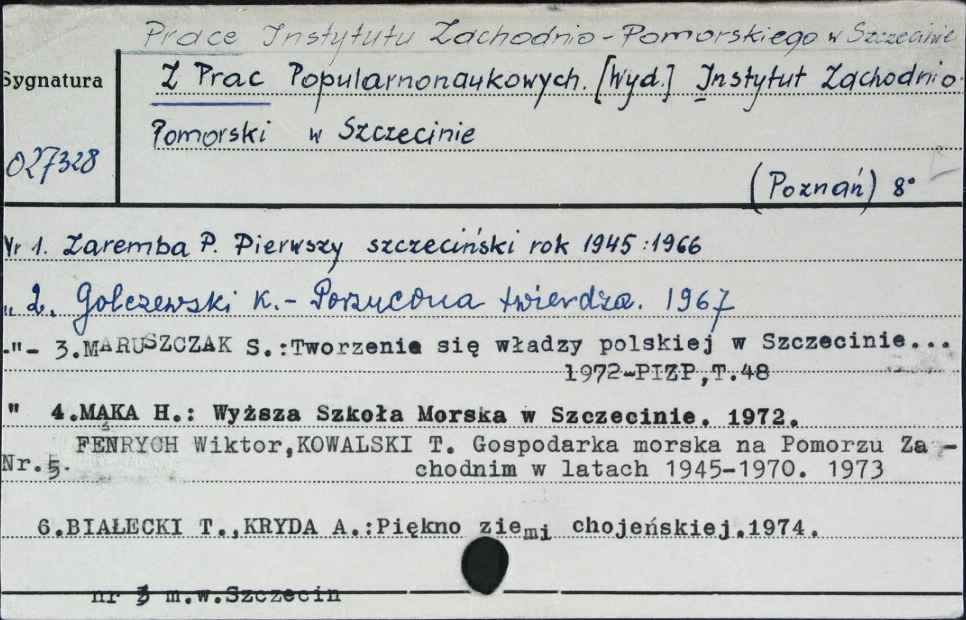 Prace Instytutu Zachodnio-Pomorskiego w Szczecinie
Sygnatura
Z Prac Popularnonaukowych. [Wyd.] Instytut Zachodnio-
Pomorski w Szczecinie
027328
(Poznań) 8°
Nr 1. Zaremba P. Pierwszy szczeciński rok 1945: 1966
" 2. Golczewski K. - Porzucona twierdza. 1967
-"- 3.MARUSZCZAK S.:Tworzenie się władzy polskiej w Szczecinie...
1972-PIZP,T.48
" 4.MĄKA H.: Wyższa Szkoła Morska w Szczecinie. 1972.
FENRYCH Wiktor,KOWALSKI T. Gospodarka morska na Pomorzu Za -
Nr.5. chodnim w latach 1945-1970. 1973
6.BIAŁECKI T.,KRYDA A.:Piękno ziemi chojeńskiej.1974.
nr 3 m.w.Szczecin